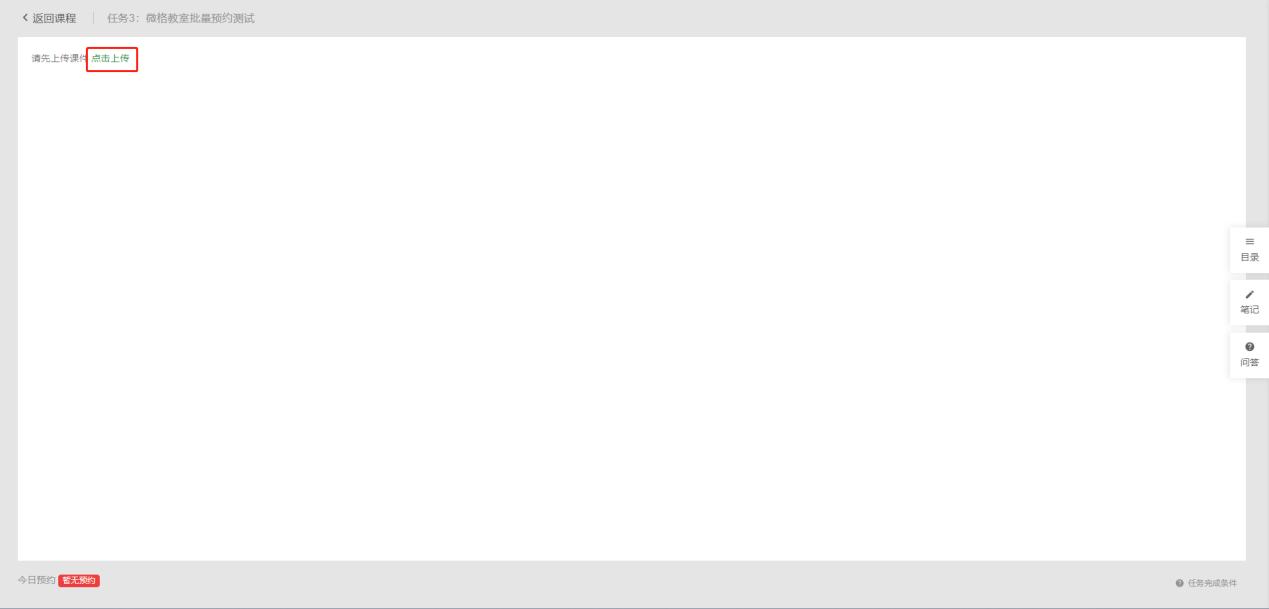 返回课程 任务3：微格教室批量预约测试
请先上传课件 点击上传
目录
笔记
问答
今日预约 暂无预约
任务完成条件